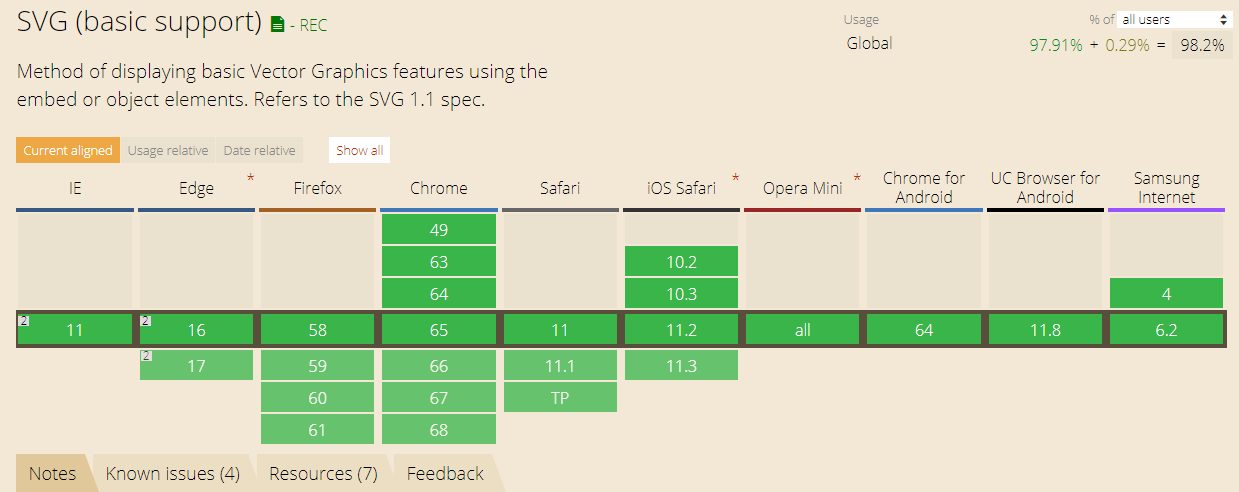 SVG (basic support) - REC
Usage % of all users
Global 97.91% + 0.29% = 98.2%
Method of displaying basic Vector Graphics features using the
embed or object elements. Refers to the SVG 1.1 spec.
Current aligned Usage relative Date relative Show all
IE Edge * Firefox Chrome Safari iOS Safari * Opera Mini * Chrome for Android UC Browser for Android Samsung Internet
49
63 10.2
64 10.3 4
2 11 2 16 58 65 11 11.2 all 64 11.8 6.2
2 17 59 66 11.1 11.3
60 67 TP
61 68
Notes Known issues (4) Resources (7) Feedback